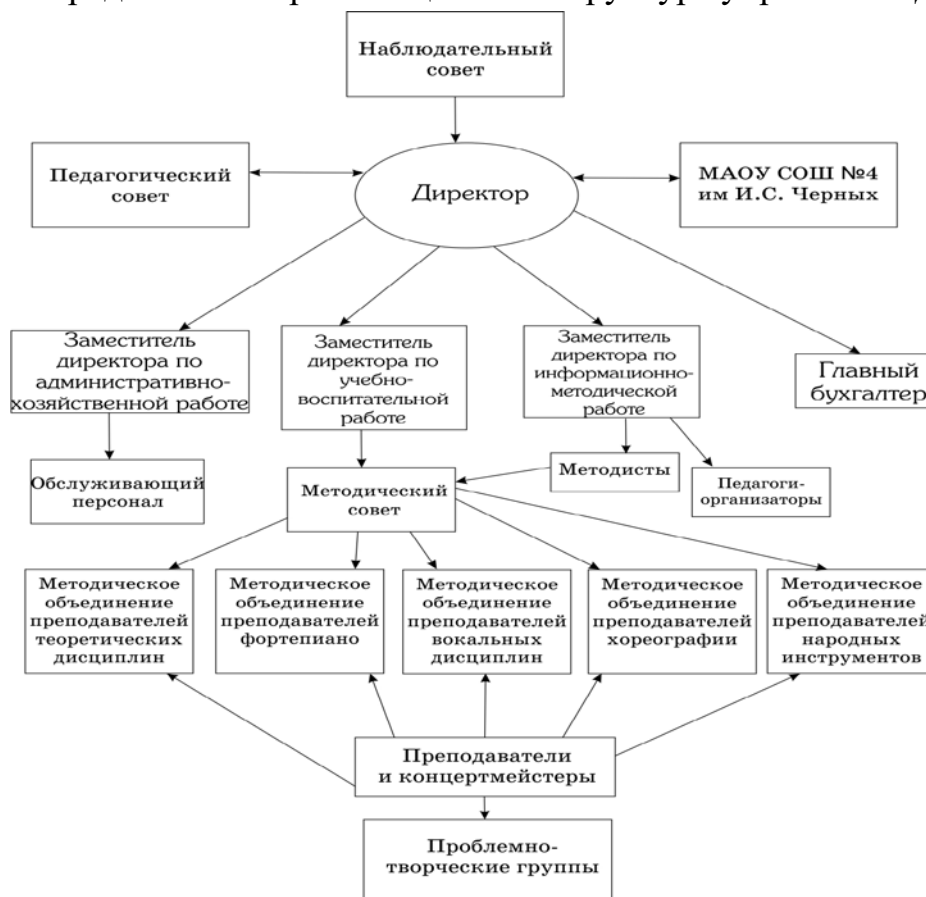 Наблюдательный
совет
Педагогический
совет
Директор
МАОУ СОШ №4
им И.С. Черных
Заместитель
директора по
административно-
хозяйственной работе
Заместитель
директора по
учебно-
воспитательной
работе
Заместитель
директора по
информационно-
методической
работе
Главный
бухгалтер
Обслуживающий
персонал
Методический
совет
Методисты
Педагоги-
организаторы
Методическое
объединение
преподавателей
теоретических
дисциплин
Методическое
объединение
преподавателей
фортепиано
Методическое
объединение
преподавателей
вокальных
дисциплин
Методическое
объединение
преподавателей
хореографии
Методическое
объединение
преподавателей
народных
инструментов
Преподаватели
и концертмейстеры
Проблемно-
творческие группы